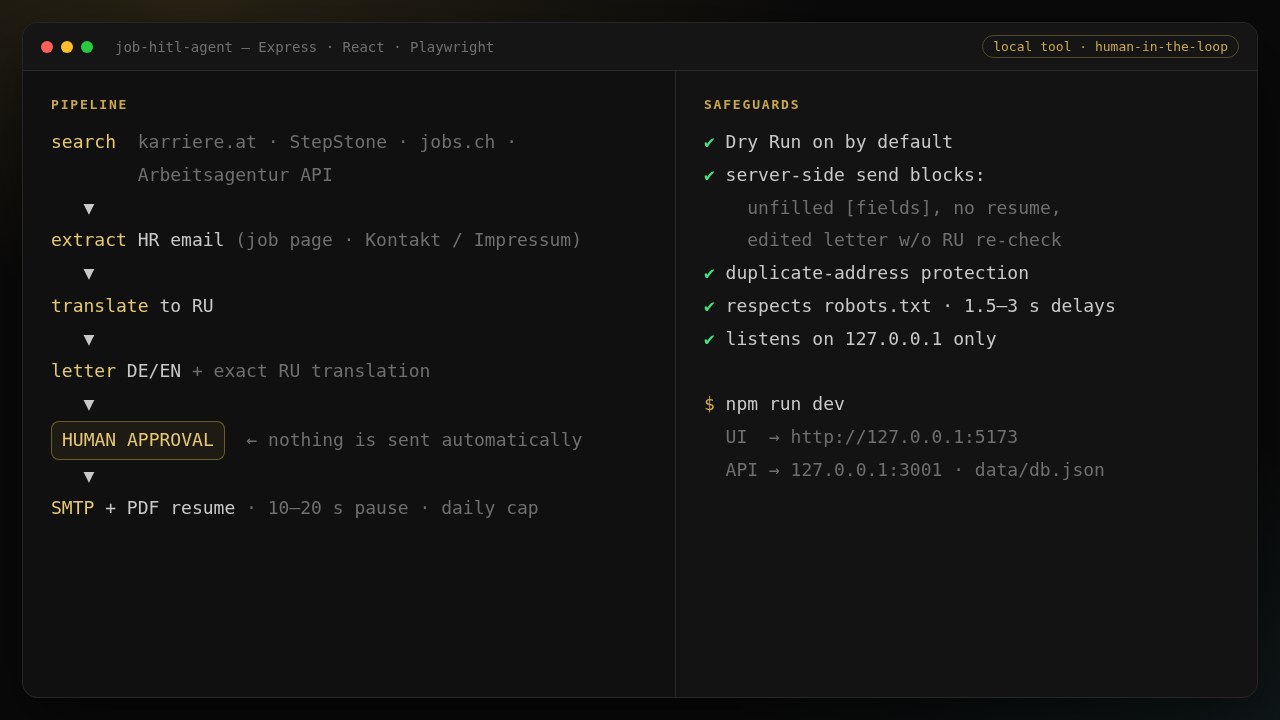 job-hitl-agent — Express · React · Playwright
local tool · human-in-the-loop
PIPELINE
search karriere.at · StepStone · jobs.ch ·
Arbeitsagentur API
▼
extract HR email (job page · Kontakt / Impressum)
▼
translate to RU
▼
letter DE/EN + exact RU translation
▼
HUMAN APPROVAL ← nothing is sent automatically
▼
SMTP + PDF resume · 10–20 s pause · daily cap
SAFEGUARDS
✔ Dry Run on by default
✔ server-side send blocks:
unfilled [fields], no resume,
edited letter w/o RU re-check
✔ duplicate-address protection
✔ respects robots.txt · 1.5–3 s delays
✔ listens on 127.0.0.1 only
$ npm run dev
UI → http://127.0.0.1:5173
API → 127.0.0.1:3001 · data/db.json